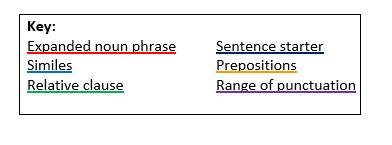 Key:
Expanded noun phrase Sentence starter
Similes Prepositions
Relative clause Range of punctuation